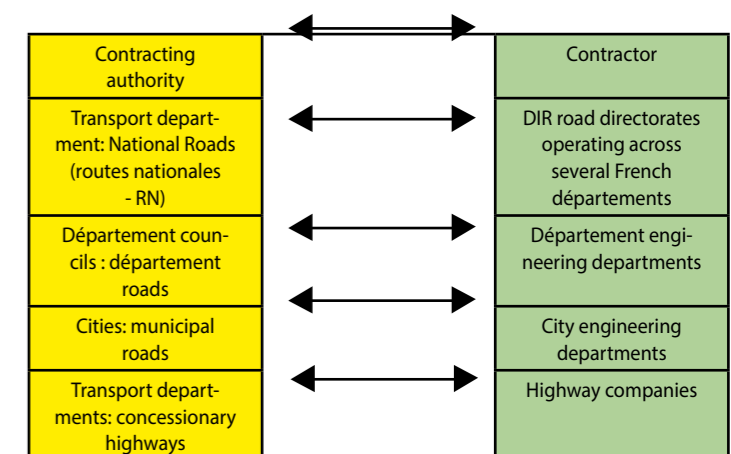 Contracting
authority
Contractor
Transport depart-
ment: National Roads
(routes nationales
- RN)
DIR road directorates
operating across
several French
départements
Département coun-
cils : département
roads
Département engi-
neering departments
Cities: municipal
roads
City engineering
departments
Transport depart-
ments: concessionary
highways
Highway companies